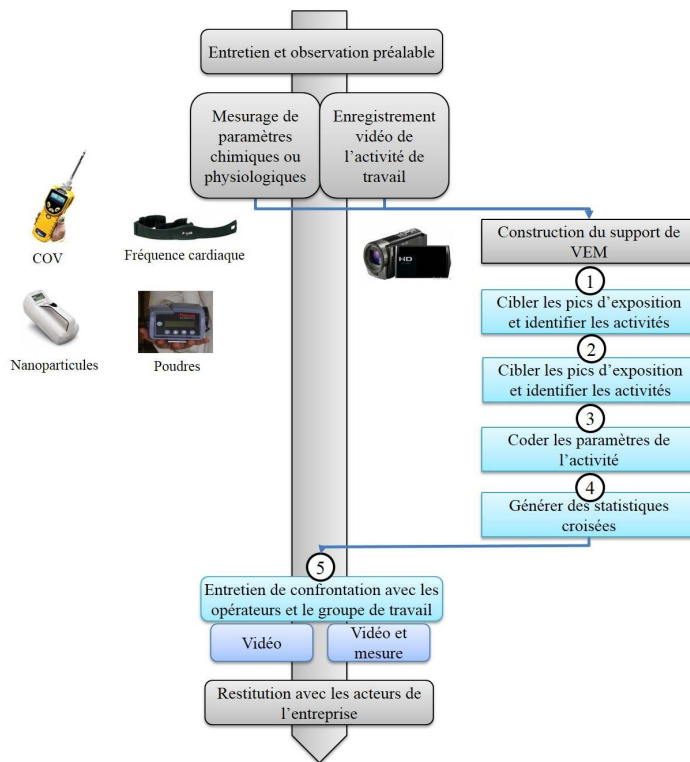 Entretien et observation préalable
Mesurage de
paramètres
chimiques ou
physiologiques
Enregistrement
vidéo de
l'activité de
travail
COV
Fréquence cardiaque
HD
Nanoparticules
Poudres
Construction du support de
VEM
1
Cibler les pics d'exposition
et identifier les activités
2
Cibler les pics d'exposition
et identifier les activités
3
Coder les paramètres de
l'activité
4
Générer des statistiques
croisées
5
Entretien de confrontation avec les
opérateurs et le groupe de travail
Vidéo
Vidéo et
mesure
Restitution avec les acteurs de
l'entreprise